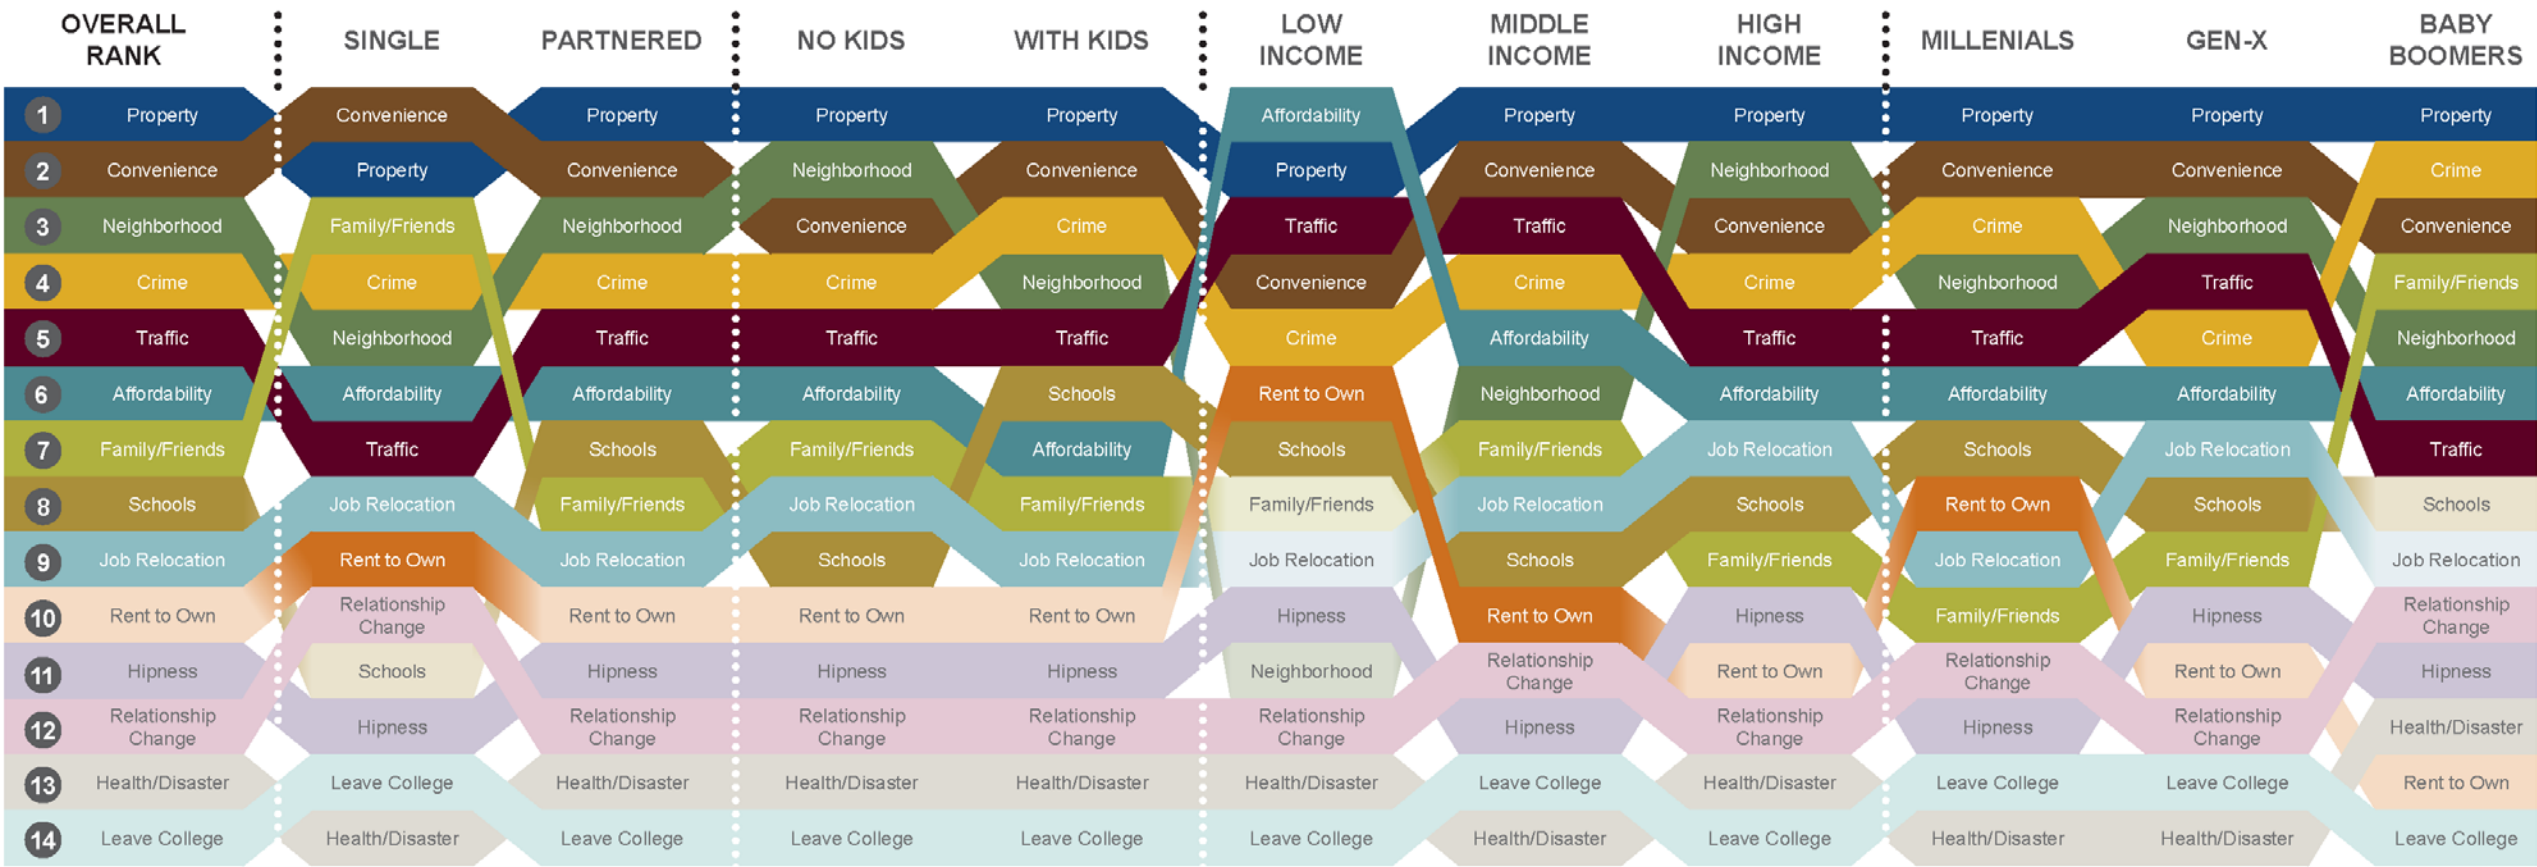 OVERALL RANK SINGLE PARTNERED NO KIDS WITH KIDS LOW INCOME MIDDLE INCOME HIGH INCOME MILLENIALS GEN-X BABY BOOMERS
1 Property Convenience Property Property Property Affordability Property Property Property Property Property
2 Convenience Property Convenience Neighborhood Convenience Property Convenience Neighborhood Convenience Convenience Crime
3 Neighborhood Family/Friends Neighborhood Convenience Crime Traffic Traffic Convenience Crime Neighborhood Convenience
4 Crime Crime Crime Crime Neighborhood Convenience Crime Crime Neighborhood Traffic Family/Friends
5 Traffic Neighborhood Traffic Traffic Traffic Crime Affordability Traffic Traffic Crime Neighborhood
6 Affordability Affordability Affordability Affordability Schools Rent to Own Neighborhood Affordability Affordability Affordability Affordability
7 Family/Friends Traffic Schools Family/Friends Affordability Schools Family/Friends Job Relocation Schools Job Relocation Traffic
8 Schools Job Relocation Family/Friends Job Relocation Family/Friends Family/Friends Job Relocation Schools Rent to Own Schools Schools
9 Job Relocation Rent to Own Job Relocation Schools Job Relocation Job Relocation Schools Family/Friends Job Relocation Family/Friends Job Relocation
10 Rent to Own Relationship Change Rent to Own Rent to Own Rent to Own Hipness Rent to Own Hipness Family/Friends Hipness Relationship Change
11 Hipness Schools Hipness Hipness Hipness Neighborhood Relationship Change Rent to Own Relationship Change Rent to Own Hipness
12 Relationship Change Hipness Relationship Change Relationship Change Relationship Change Relationship Change Hipness Relationship Change Hipness Relationship Change Health/Disaster
13 Health/Disaster Leave College Health/Disaster Health/Disaster Health/Disaster Health/Disaster Leave College Health/Disaster Leave College Leave College Rent to Own
14 Leave College Health/Disaster Leave College Leave College Leave College Leave College Health/Disaster Leave College Health/Disaster Health/Disaster Leave College